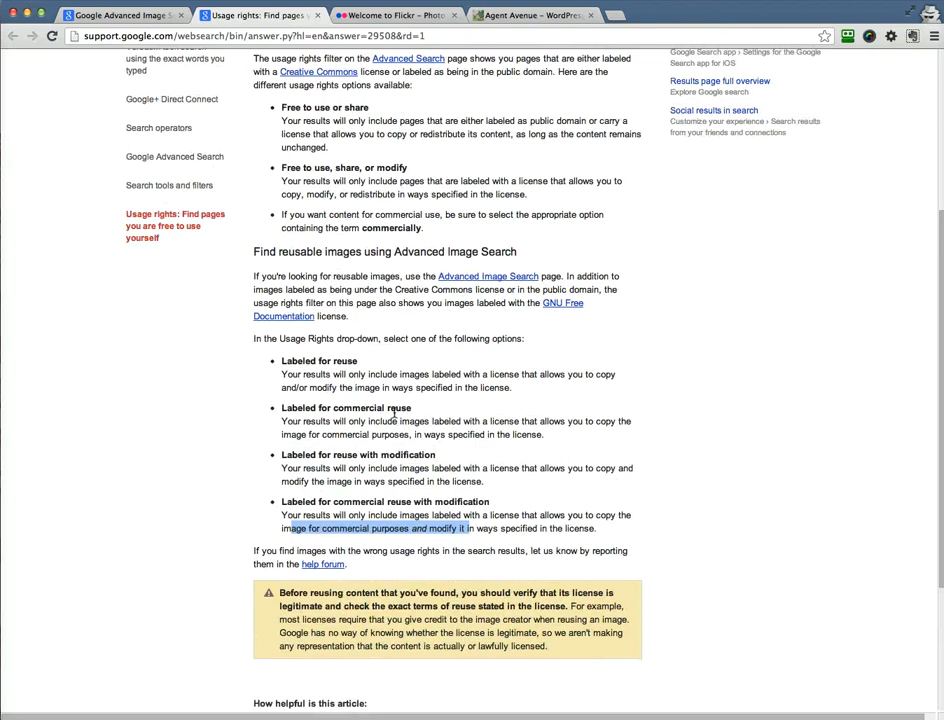 Google Advanced Image S
Usage rights: Find pages y
Welcome to Flickr - Photo
Agent Avenue – WordPres
support.google.com/websearch/bin/answer.py?hl=en&answer=29508&rd=1
using the exact words you
typed
Google+ Direct Connect
Search operators
Google Advanced Search
Search tools and filters
Usage rights: Find pages
you are free to use
yourself
The usage rights filter on the Advanced Search page shows you pages that are either labeled
with a Creative Commons license or labeled as being in the public domain. Here are the
different usage rights options available:
Free to use or share
Your results will only include pages that are either labeled as public domain or carry a
license that allows you to copy or redistribute its content, as long as the content remains
unchanged.
Free to use, share, or modify
Your results will only include pages that are labeled with a license that allows you to
copy, modify, or redistribute in ways specified in the license.
If you want content for commercial use, be sure to select the appropriate option
containing the term commercially.
Find reusable images using Advanced Image Search
If you're looking for reusable images, use the Advanced Image Search page. In addition to
images labeled as being under the Creative Commons license or in the public domain, the
usage rights filter on this page also shows you images labeled with the GNU Free
Documentation license.
In the Usage Rights drop-down, select one of the following options:
Labeled for reuse
Your results will only include images labeled with a license that allows you to copy
and/or modify the image in ways specified in the license.
Labeled for commercial reuse
Your results will only include images labeled with a license that allows you to copy the
image for commercial purposes, in ways specified in the license.
Labeled for reuse with modification
Your results will only include images labeled with a license that allows you to copy and
modify the image in ways specified in the license.
Labeled for commercial reuse with modification
Your results will only include images labeled with a license that allows you to copy the
image for commercial purposes and modify it in ways specified in the license.
If you find images with the wrong usage rights in the search results, let us know by reporting
them in the help forum.
Before reusing content that you've found, you should verify that its license is
legitimate and check the exact terms of reuse stated in the license. For example,
most licenses require that you give credit to the image creator when reusing an image.
Google has no way of knowing whether the license is legitimate, so we aren't making
any representation that the content is actually or lawfully licensed.
How helpful is this article:
Google Search app › Settings for the Google
Search app for iOS
Results page full overview
Explore Google search
Social results in search
Customize your experience › Search results
from your friends and connections